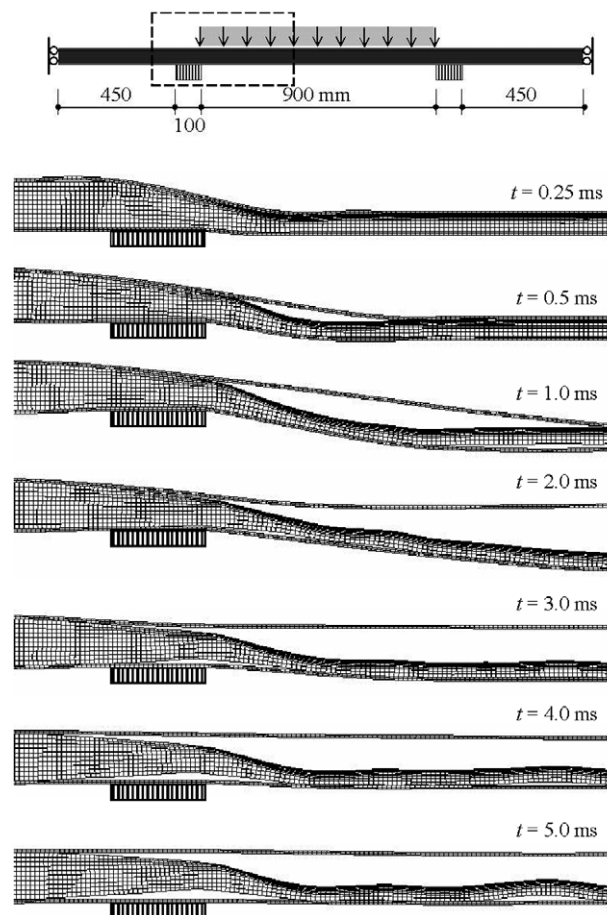 450 900 mm 450
100
t = 0.25 ms
t = 0.5 ms
t = 1.0 ms
t = 2.0 ms
t = 3.0 ms
t = 4.0 ms
t = 5.0 ms